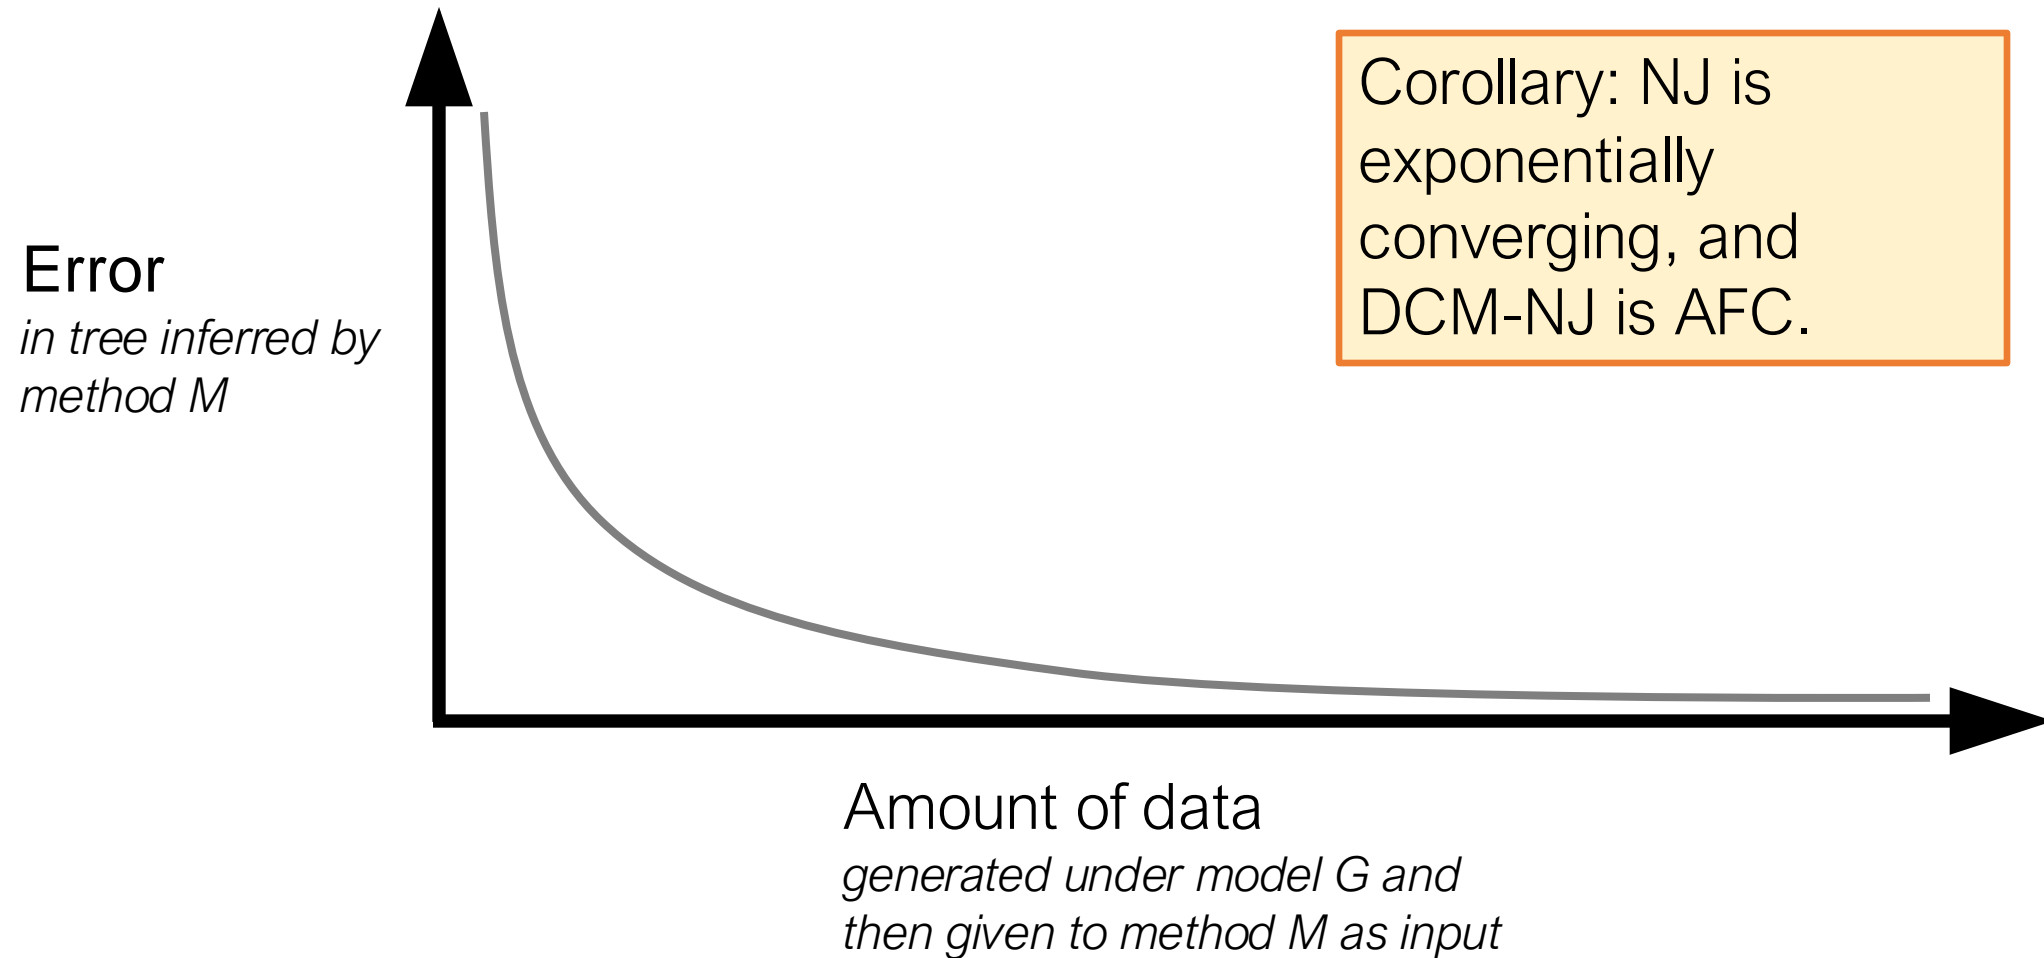 Corollary: NJ is
exponentially
converging, and
DCM-NJ is AFC.
Error
in tree inferred by
method M
Amount of data
generated under model G and
then given to method M as input